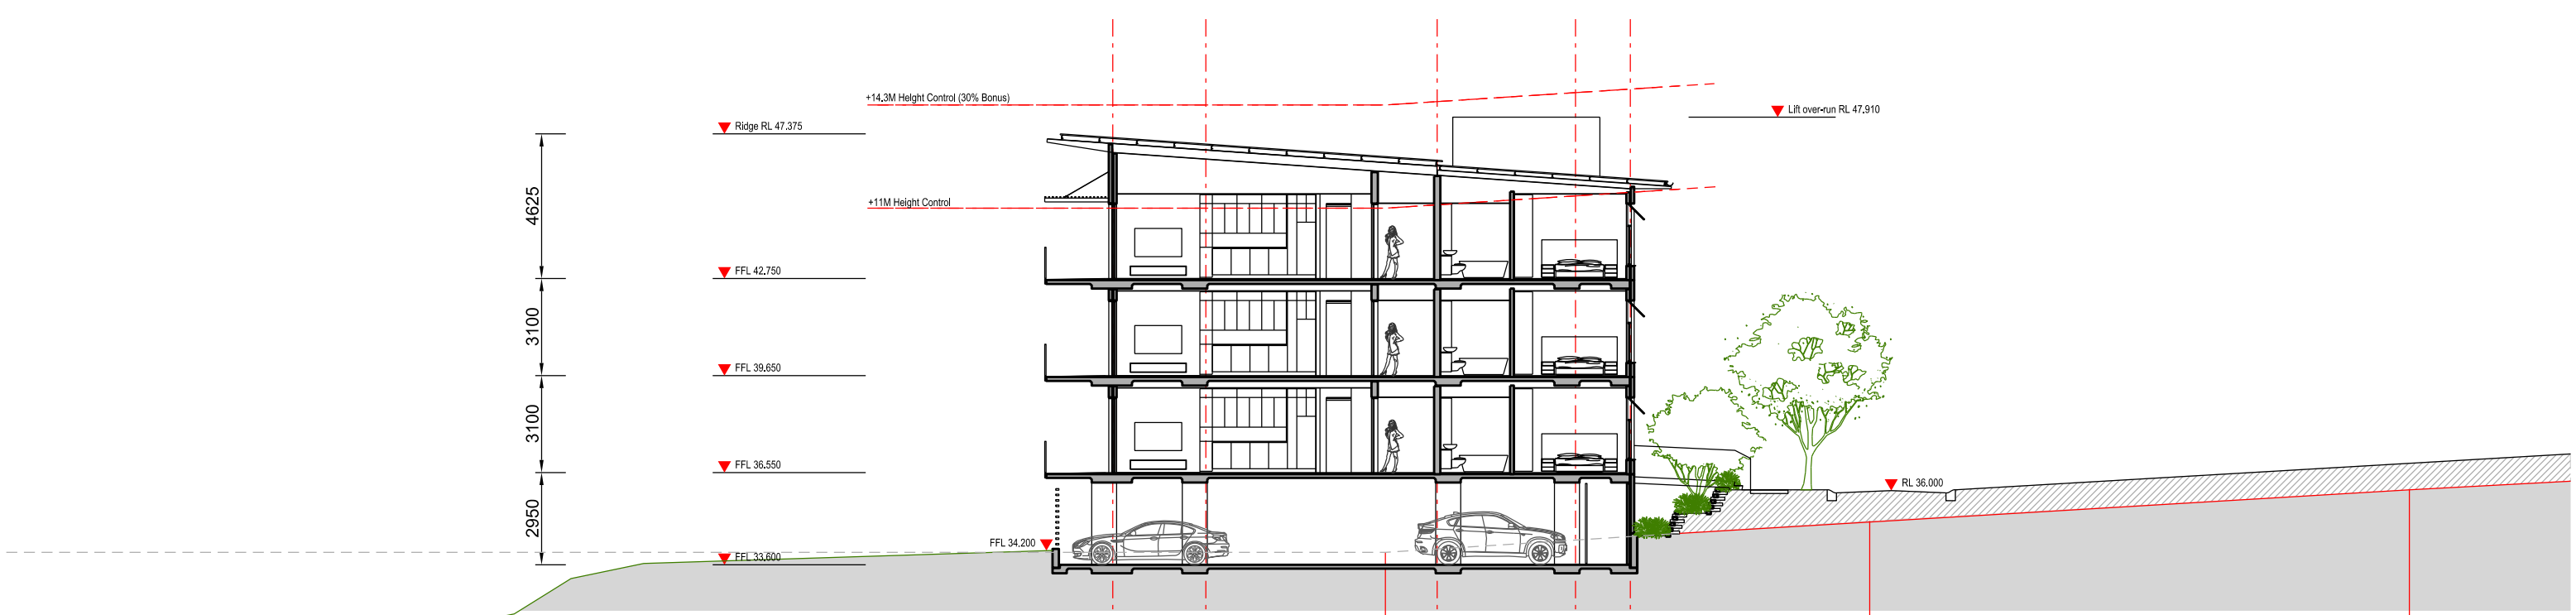 +14.3M Height Control (30% Bonus)
Lift over-run RL 47.910
Ridge RL 47.375
4625
+11M Height Control
FFL 42.750
3100
FFL 39.650
3100
FFL 36.550
RL 36.000
2950
FFL 34.200
FFL 33.600